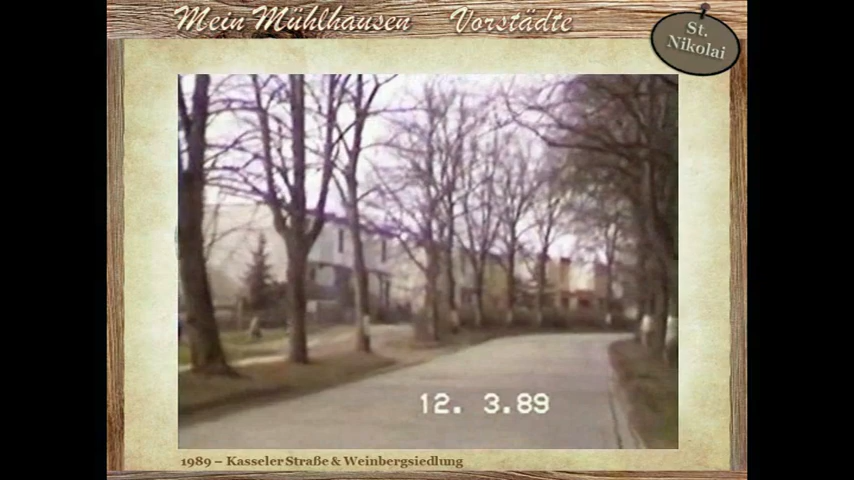 Mein Mühlhausen Vorstädte
St.
Nikolai
12. 3.89
1989 – Kasseler Straße & Weinbergsiedlung